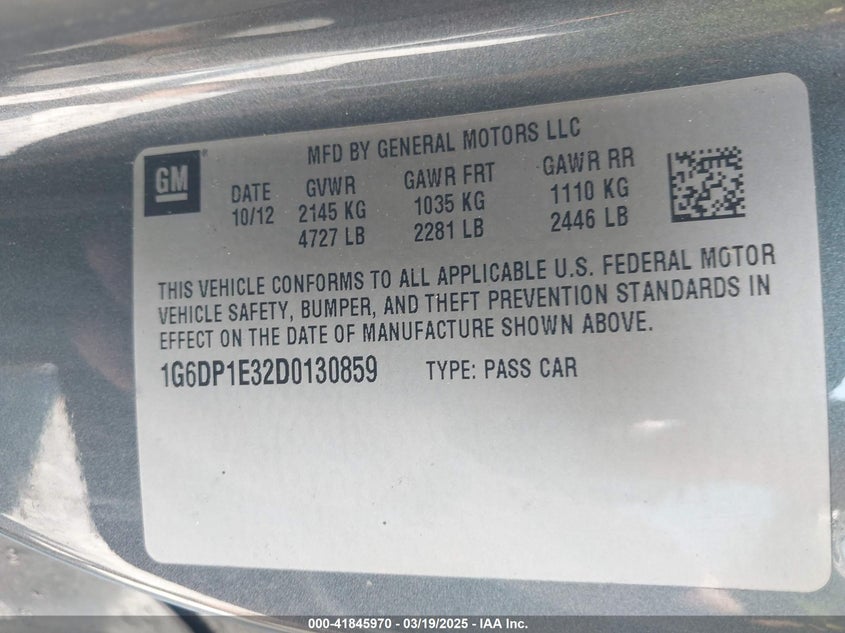 MFD BY GENERAL MOTORS LLC
GM
DATE GVWR GAWR FRT GAWR RR
10/12 2145 KG 1035 KG 1110 KG
4727 LB 2281 LB 2446 LB
THIS VEHICLE CONFORMS TO ALL APPLICABLE U.S. FEDERAL MOTOR
VEHICLE SAFETY, BUMPER, AND THEFT PREVENTION STANDARDS IN
EFFECT ON THE DATE OF MANUFACTURE SHOWN ABOVE.
1G6DP1E32D0130859 TYPE: PASS CAR
000-41845970 - 03/19/2025 - IAA Inc.